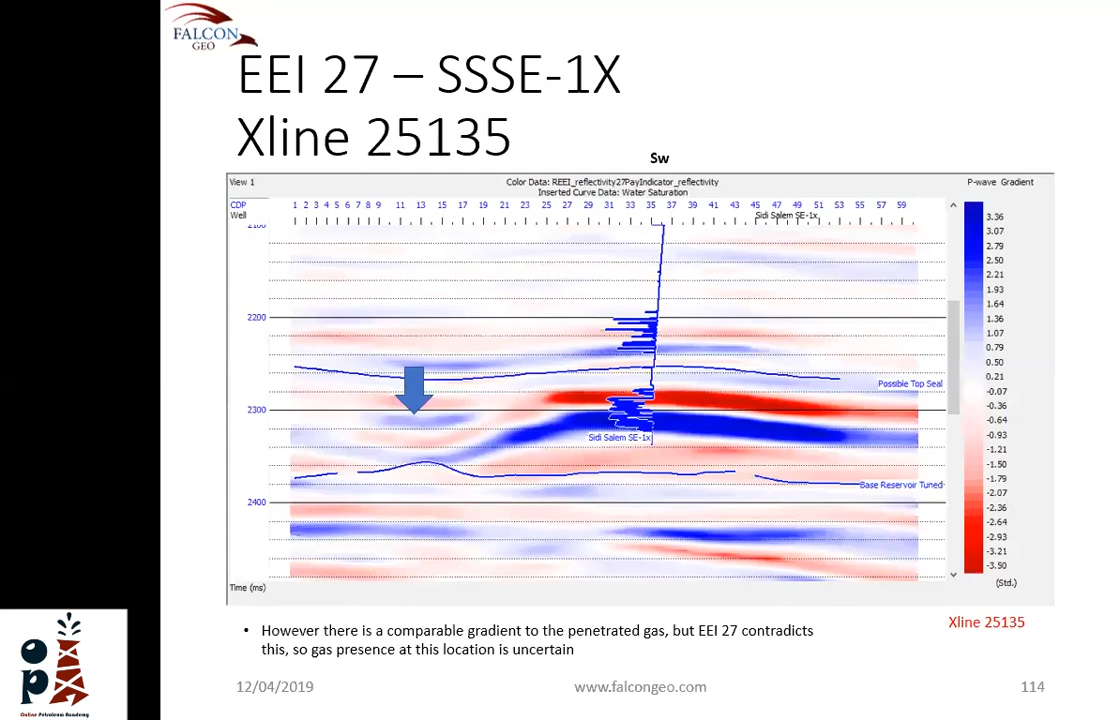 FALCON
GEO
EEI 27 – SSSE-1X
Xline 25135
Sw
View 1
Color Data: REEI_reflectivity27PayIndicator_reflectivity
Inserted Curve Data: Water Saturation
P-wave Gradient
CDP 1 2 3 4 5 6 7 8 9 11 13 15 17 19 21 23 25 27 29 31 33 35 37 39 41 43 45 47 49 51 53 55 57 59
Well Sidi Salem SE-1x
2100
2200
2300
2400
Possible Top Seal
Sidi Salem SE-1x
Base Reservoir Tuned
Time (ms)
3.36
3.07
2.79
2.50
2.21
1.93
1.64
1.36
1.07
0.79
0.50
0.21
-0.07
-0.36
-0.64
-0.93
-1.21
-1.50
-1.79
-2.07
-2.36
-2.64
-2.93
-3.21
-3.50
(Std.)
Xline 25135
• However there is a comparable gradient to the penetrated gas, but EEI 27 contradicts
this, so gas presence at this location is uncertain
12/04/2019
www.falcongeo.com
114
OPA
Online Petroleum Academy